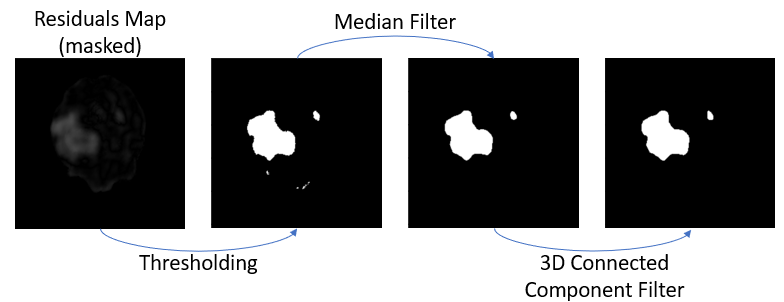 Residuals Map
(masked)
Median Filter
Thresholding
3D Connected
Component Filter